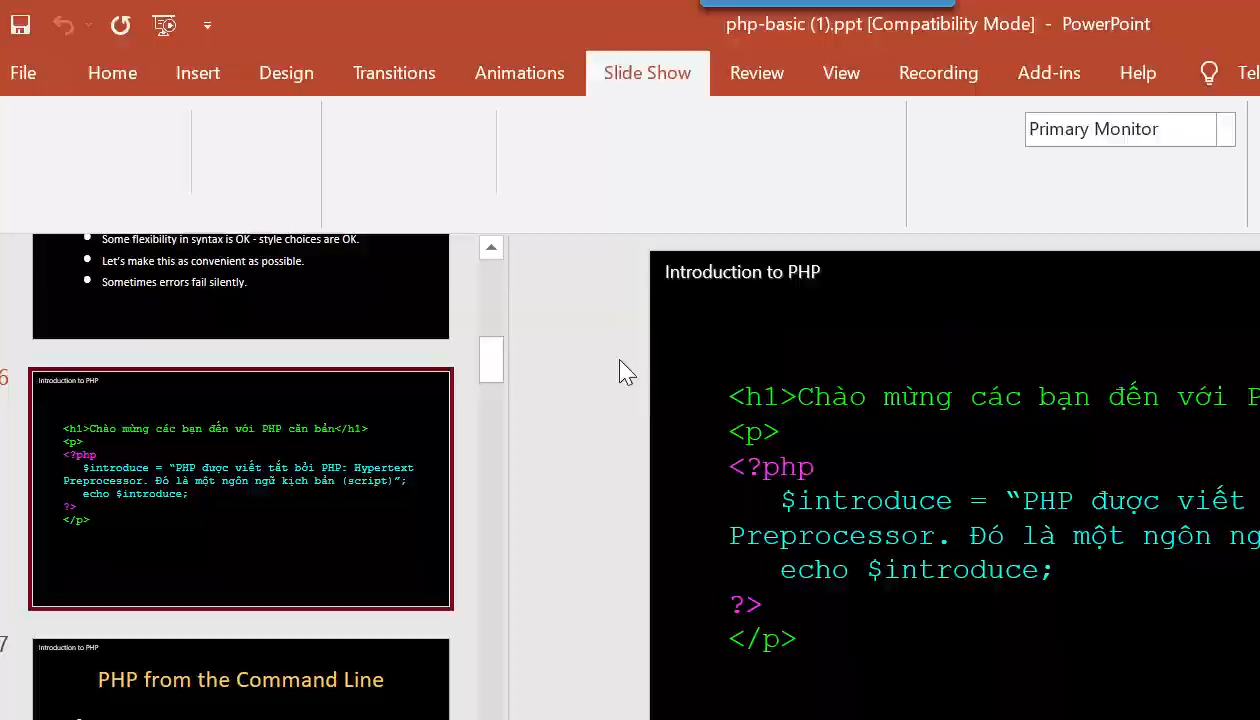 php-basic (1).ppt [Compatibility Mode] - PowerPoint
File Home Insert Design Transitions Animations Slide Show Review View Recording Add-ins Help Tel
Primary Monitor
Some flexibility in syntax is OK - style choices are OK.
Let's make this as convenient as possible.
Sometimes errors fail silently.
6
Introduction to PHP
<h1>Chào mừng các bạn đến với PHP căn bản</h1>
<p>
<?php
$introduce = “PHP được viết tắt bởi PHP: Hypertext
Preprocessor. Đó là một ngôn ngữ kịch bản (script)”;
echo $introduce;
?>
</p>
7
Introduction to PHP
PHP from the Command Line
Introduction to PHP
<h1>Chào mừng các bạn đến với P
<p>
<?php
$introduce = “PHP được viết
Preprocessor. Đó là một ngôn ng
echo $introduce;
?>
</p>